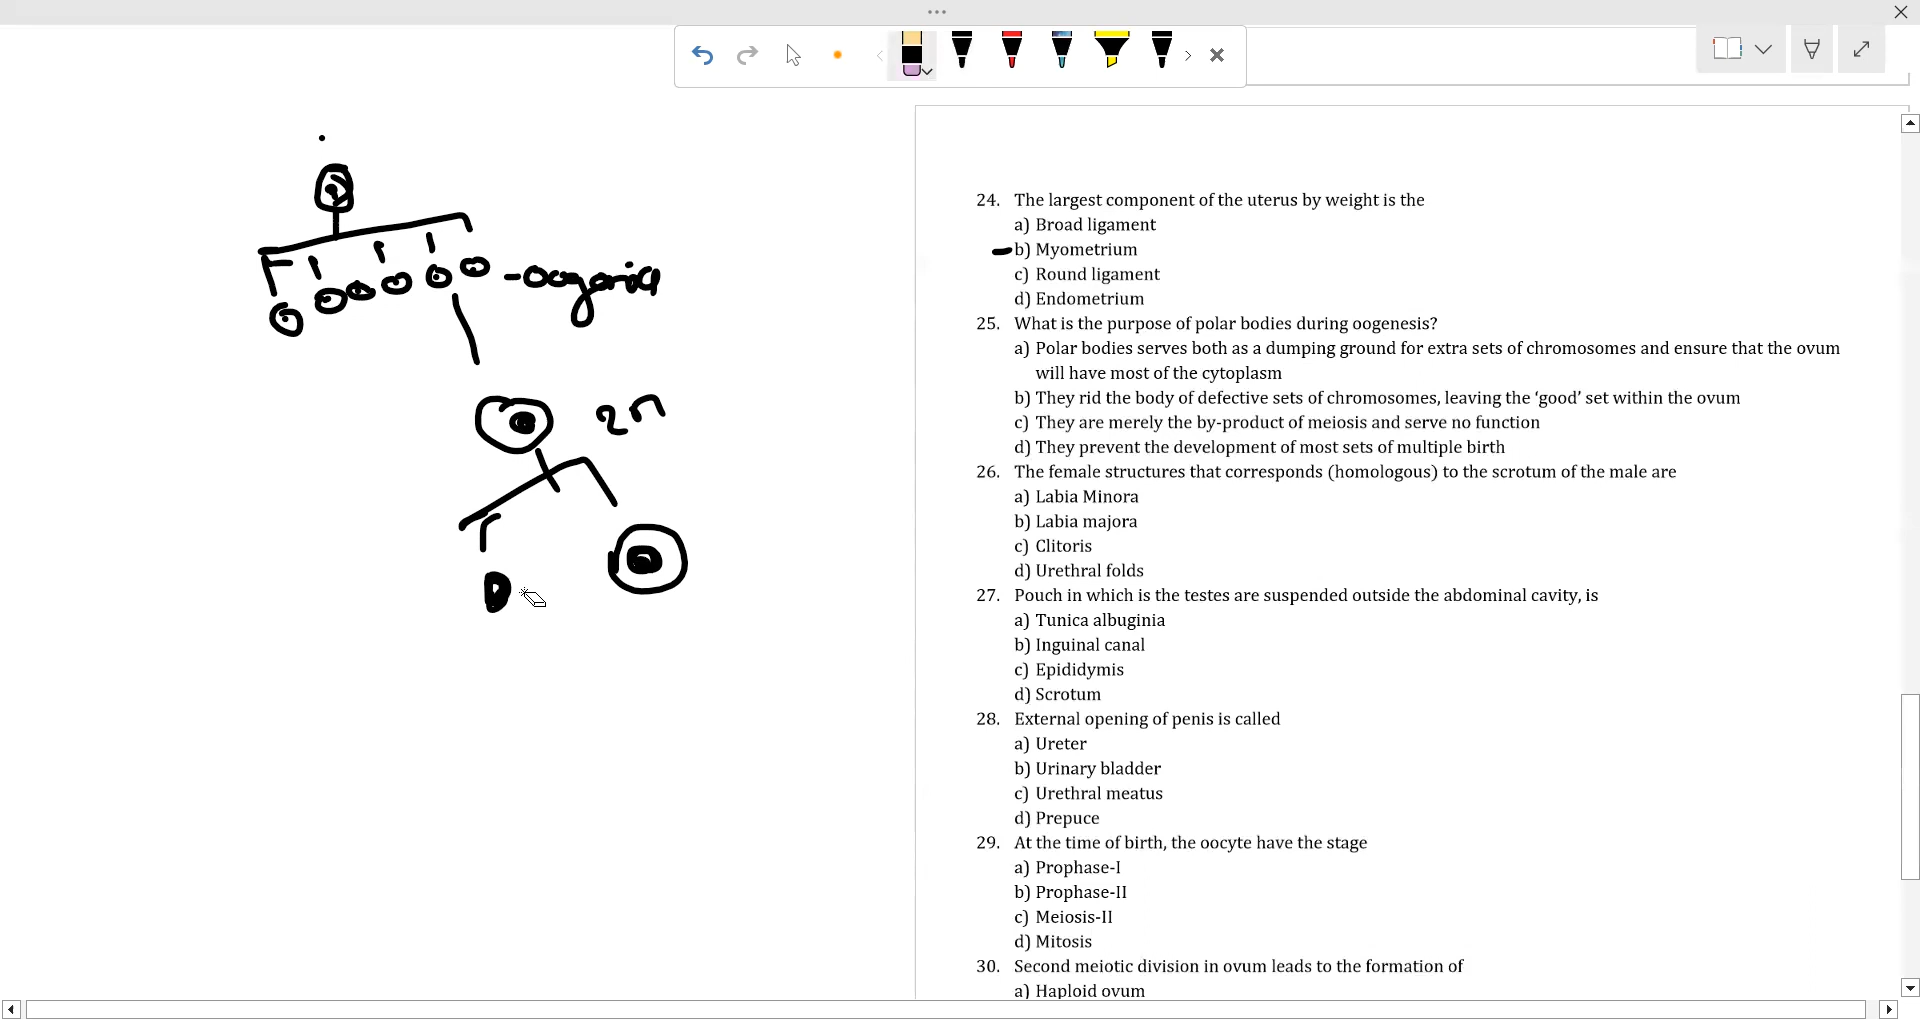 -oogonia
2n
24. The largest component of the uterus by weight is the
a) Broad ligament
b) Myometrium
c) Round ligament
d) Endometrium
25. What is the purpose of polar bodies during oogenesis?
a) Polar bodies serves both as a dumping ground for extra sets of chromosomes and ensure that the ovum
will have most of the cytoplasm
b) They rid the body of defective sets of chromosomes, leaving the ‘good’ set within the ovum
c) They are merely the by-product of meiosis and serve no function
d) They prevent the development of most sets of multiple birth
26. The female structures that corresponds (homologous) to the scrotum of the male are
a) Labia Minora
b) Labia majora
c) Clitoris
d) Urethral folds
27. Pouch in which is the testes are suspended outside the abdominal cavity, is
a) Tunica albuginia
b) Inguinal canal
c) Epididymis
d) Scrotum
28. External opening of penis is called
a) Ureter
b) Urinary bladder
c) Urethral meatus
d) Prepuce
29. At the time of birth, the oocyte have the stage
a) Prophase-I
b) Prophase-II
c) Meiosis-II
d) Mitosis
30. Second meiotic division in ovum leads to the formation of
a) Haploid ovum